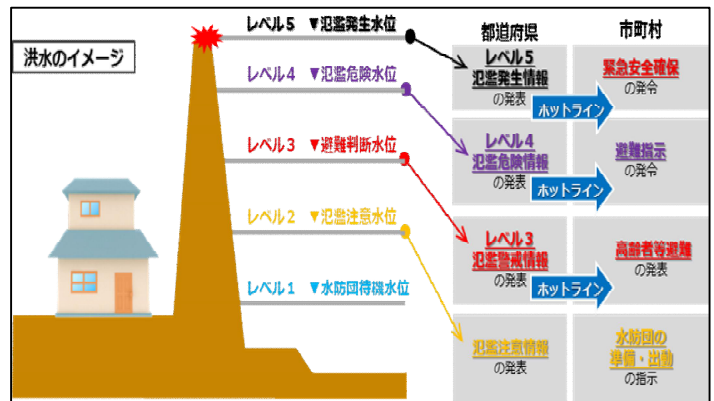 洪水のイメージ
レベル5 ▼氾濫発生水位
レベル4 ▼氾濫危険水位
レベル3 ▼避難判断水位
レベル2 ▼氾濫注意水位
レベル1 ▼水防団待機水位
都道府県
レベル5
氾濫発生情報
の発表
ホットライン
レベル4
氾濫危険情報
の発表
ホットライン
レベル3
氾濫警戒情報
の発表
ホットライン
氾濫注意情報
の発表
市町村
緊急安全確保
の発令
避難指示
の発令
高齢者等避難
の発表
水防団の
準備・出動
の指示